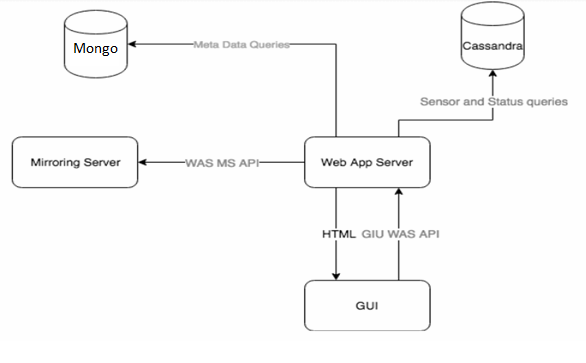 Mongo
Meta Data Queries
Cassandra
Sensor and Status queries
Mirroring Server
WAS MS API
Web App Server
HTML
GIU WAS API
GUI